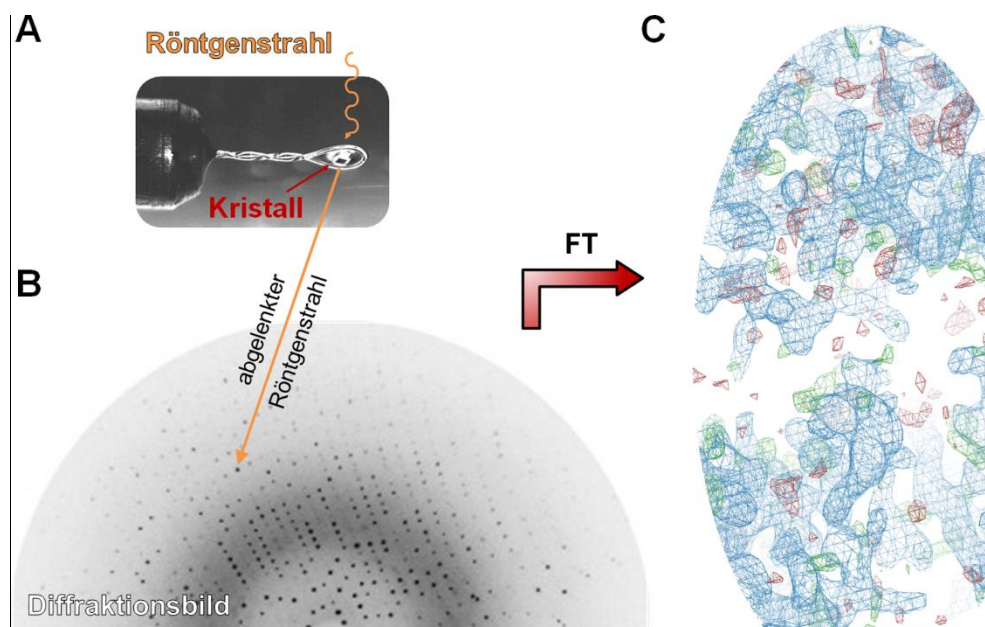 A
Röntgenstrahl
Kristall
B
abgelenkter
Röntgenstrahl
Diffraktionsbild
FT
C